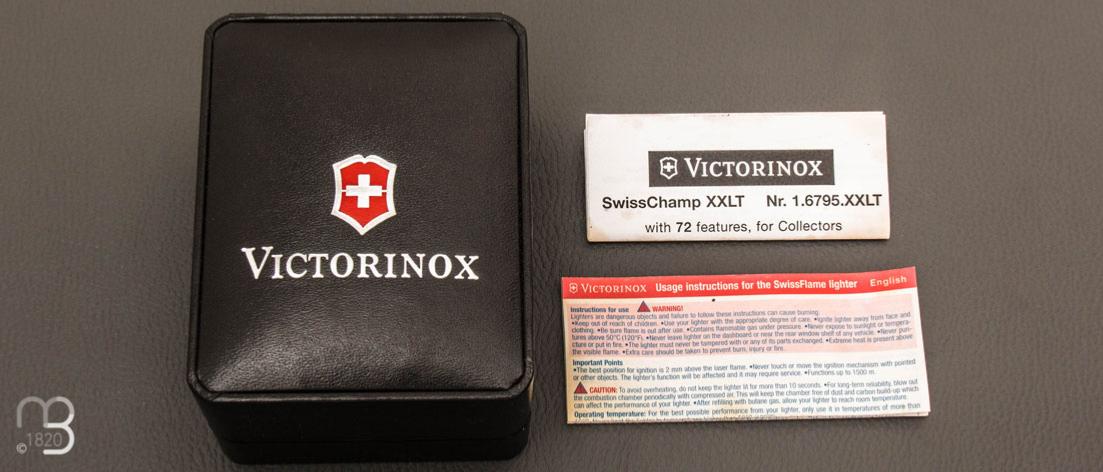 VICTORINOX
VICTORINOX
SwissChamp XXLT Nr. 1.6795.XXLT
with 72 features, for Collectors
VICTORINOX Usage instructions for the SwissFlame lighter English
Instructions for use WARNING!
Lighters are dangerous objects and failure to follow these instructions can cause burning.
•Keep out of reach of children. •Use your lighter with the appropriate degree of care. •Ignite lighter away from face and
clothing. •Be sure flame is out after use. •Contains flammable gas under pressure. •Never expose to sunlight or tempera-
tures above 50°C (120°F). •Never leave lighter on the dashboard or near the rear window shelf of any vehicle. •Never pun-
cture or put in fire. •The lighter must never be tampered with or any of its parts exchanged. •Extreme heat is present above
the visible flame. •Extra care should be taken to prevent burn, injury or fire.
Important Points
•The best position for ignition is 2 mm above the laser flame. •Never touch or move the ignition mechanism with pointed
or other objects. The lighter's function will be affected and it may require service. •Functions up to 1500 m.
CAUTION: To avoid overheating, do not keep the lighter lit for more than 10 seconds. •For long-term reliability, blow out
the combustion chamber periodically with compressed air. This will keep the chamber free of dust and carbon build-up which
can affect the performance of your lighter. •After refilling with butane gas, allow your lighter to reach room temperature.
Operating temperature: For the best possible performance from your lighter, only use it in temperatures of more than
mB
©1820